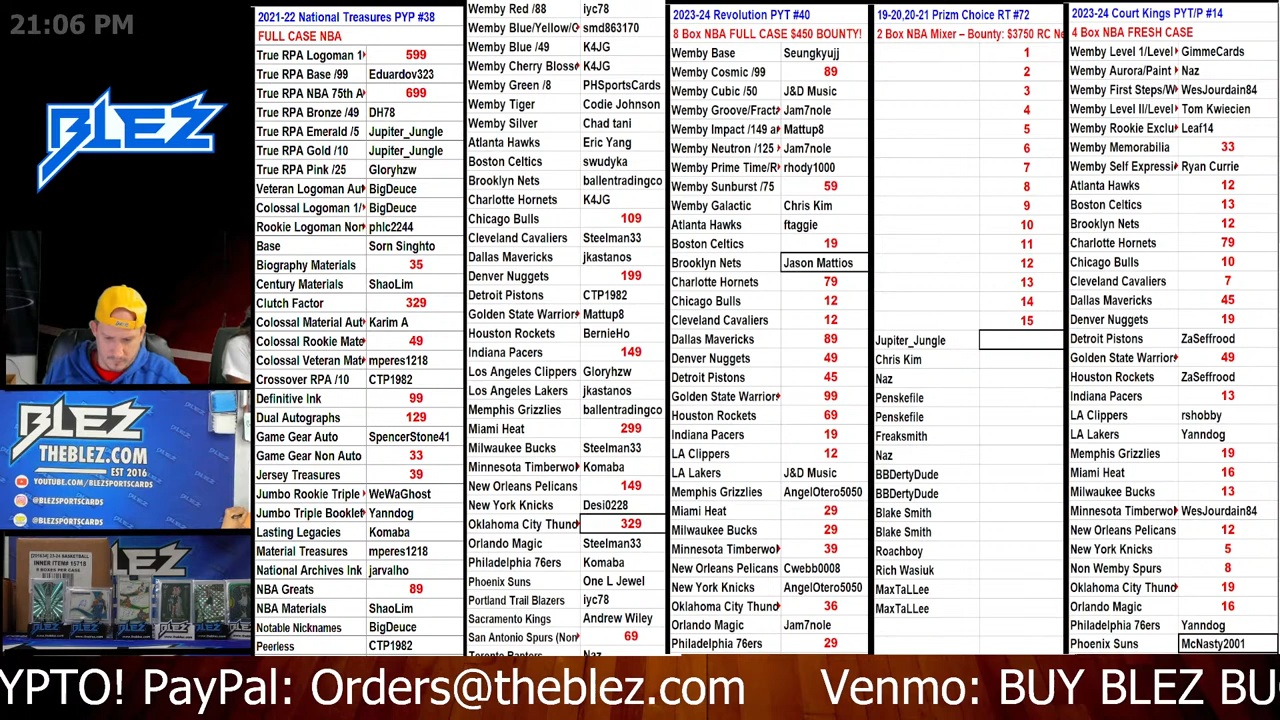 21:06 PM
BLEZ
BLEZ
THEBLEZ.COM
EST 2016
YOUTUBE.COM/BLEZSPORTSCARDS
@BLEZSPORTSCARDS
@BLEZSPORTSCARDS
INNER ITEM# 15718
2021-22 National Treasures PYP #38
FULL CASE NBA
True RPA Logoman 1 599
True RPA Base /99 Eduardov323
True RPA NBA 75th A 699
True RPA Bronze /49 DH78
True RPA Emerald /5 Jupiter_Jungle
True RPA Gold /10 Jupiter_Jungle
True RPA Pink /25 Gloryhzw
Veteran Logoman Au BigDeuce
Colossal Logoman 1/ BigDeuce
Rookie Logoman Non phlc2244
Base Sorn Singhto
Biography Materials 35
Century Materials ShaoLim
Clutch Factor 329
Colossal Material Aut Karim A
Colossal Rookie Mate 49
Colossal Veteran Mat mperes1218
Crossover RPA /10 CTP1982
Definitive Ink 99
Dual Autographs 129
Game Gear Auto SpencerStone41
Game Gear Non Auto 33
Jersey Treasures 39
Jumbo Rookie Triple WeWaGhost
Jumbo Triple Booklet Yanndog
Lasting Legacies Komaba
Material Treasures mperes1218
National Archives Ink jarvalho
NBA Greats 89
NBA Materials ShaoLim
Notable Nicknames BigDeuce
Peerless CTP1982
Wemby Red /88 iyc78
Wemby Blue/Yellow/G smd863170
Wemby Blue /49 K4JG
Wemby Cherry Blosso K4JG
Wemby Green /8 PHSportsCards
Wemby Tiger Codie Johnson
Wemby Silver Chad tani
Atlanta Hawks Eric Yang
Boston Celtics swudyka
Brooklyn Nets ballentradingco
Charlotte Hornets K4JG
Chicago Bulls 109
Cleveland Cavaliers Steelman33
Dallas Mavericks jkastanos
Denver Nuggets 199
Detroit Pistons CTP1982
Golden State Warrior Mattup8
Houston Rockets BernieHo
Indiana Pacers 149
Los Angeles Clippers Gloryhzw
Los Angeles Lakers jkastanos
Memphis Grizzlies ballentradingco
Miami Heat 299
Milwaukee Bucks Steelman33
Minnesota Timberwo Komaba
New Orleans Pelicans 149
New York Knicks Desi0228
Oklahoma City Thund 329
Orlando Magic Steelman33
Philadelphia 76ers Komaba
Phoenix Suns One L Jewel
Portland Trail Blazers iyc78
Sacramento Kings Andrew Wiley
San Antonio Spurs (Non 69
Toronto Raptors Naz
2023-24 Revolution PYT #40
8 Box NBA FULL CASE $450 BOUNTY!
Wemby Base Seungkyujj
Wemby Cosmic /99 89
Wemby Cubic /50 J&D Music
Wemby Groove/Fract Jam7nole
Wemby Impact /149 a Mattup8
Wemby Neutron /125 Jam7nole
Wemby Prime Time/R rhody1000
Wemby Sunburst /75 59
Wemby Galactic Chris Kim
Atlanta Hawks ftaggie
Boston Celtics 19
Brooklyn Nets Jason Mattios
Charlotte Hornets 79
Chicago Bulls 12
Cleveland Cavaliers 12
Dallas Mavericks 89
Denver Nuggets 49
Detroit Pistons 45
Golden State Warrior 99
Houston Rockets 69
Indiana Pacers 19
LA Clippers 12
LA Lakers J&D Music
Memphis Grizzlies AngelOtero5050
Miami Heat 29
Milwaukee Bucks 29
Minnesota Timberwo 39
New Orleans Pelicans Cwebb0008
New York Knicks AngelOtero5050
Oklahoma City Thund 36
Orlando Magic Jam7nole
Philadelphia 76ers 29
19-20,20-21 Prizm Choice RT #72
2 Box NBA Mixer – Bounty: $3750 RC Ne
1
2
3
4
5
6
7
8
9
10
11
12
13
14
15
Jupiter_Jungle
Chris Kim
Naz
Penskefile
Penskefile
Freaksmith
Naz
BBDertyDude
BBDertyDude
Blake Smith
Blake Smith
Roachboy
Rich Wasiuk
MaxTaLLee
MaxTaLLee
2023-24 Court Kings PYT/P #14
4 Box NBA FRESH CASE
Wemby Level 1/Level GimmeCards
Wemby Aurora/Paint Naz
Wemby First Steps/W WesJourdain84
Wemby Level II/Level Tom Kwiecien
Wemby Rookie Exclu Leaf14
Wemby Memorabilia 33
Wemby Self Expressi Ryan Currie
Atlanta Hawks 12
Boston Celtics 13
Brooklyn Nets 12
Charlotte Hornets 79
Chicago Bulls 10
Cleveland Cavaliers 7
Dallas Mavericks 45
Denver Nuggets 19
Detroit Pistons ZaSeffrood
Golden State Warrior 49
Houston Rockets ZaSeffrood
Indiana Pacers 13
LA Clippers rshobby
LA Lakers Yanndog
Memphis Grizzlies 19
Miami Heat 16
Milwaukee Bucks 13
Minnesota Timberwo WesJourdain84
New Orleans Pelicans 12
New York Knicks 5
Non Wemby Spurs 8
Oklahoma City Thund 19
Orlando Magic 16
Philadelphia 76ers Yanndog
Phoenix Suns McNasty2001
YPTO! PayPal: Orders@theblez.com Venmo: BUY BLEZ BU